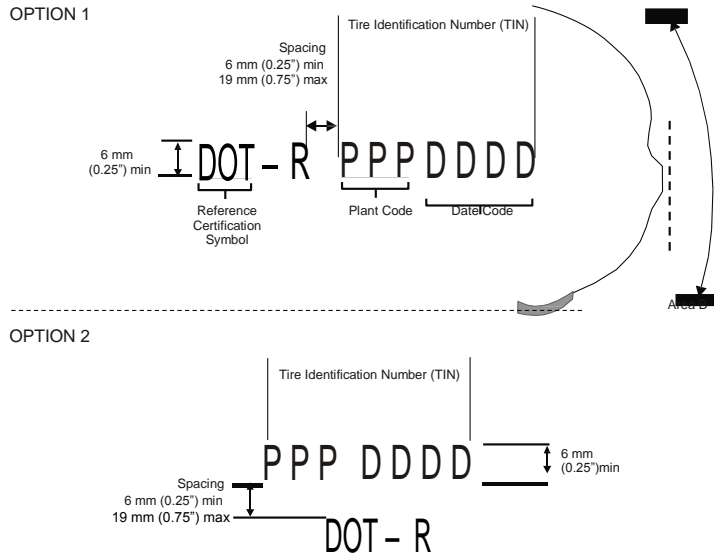 OPTION 1
Tire Identification Number (TIN)
Spacing
6 mm (0.25") min
19 mm (0.75") max
6 mm
(0.25") min
DOT – R PPP DDDD
Reference
Certification
Symbol
Plant Code
Date Code
Area B
OPTION 2
Tire Identification Number (TIN)
PPP DDDD
6 mm
(0.25")min
Spacing
6 mm (0.25") min
19 mm (0.75") max
DOT – R